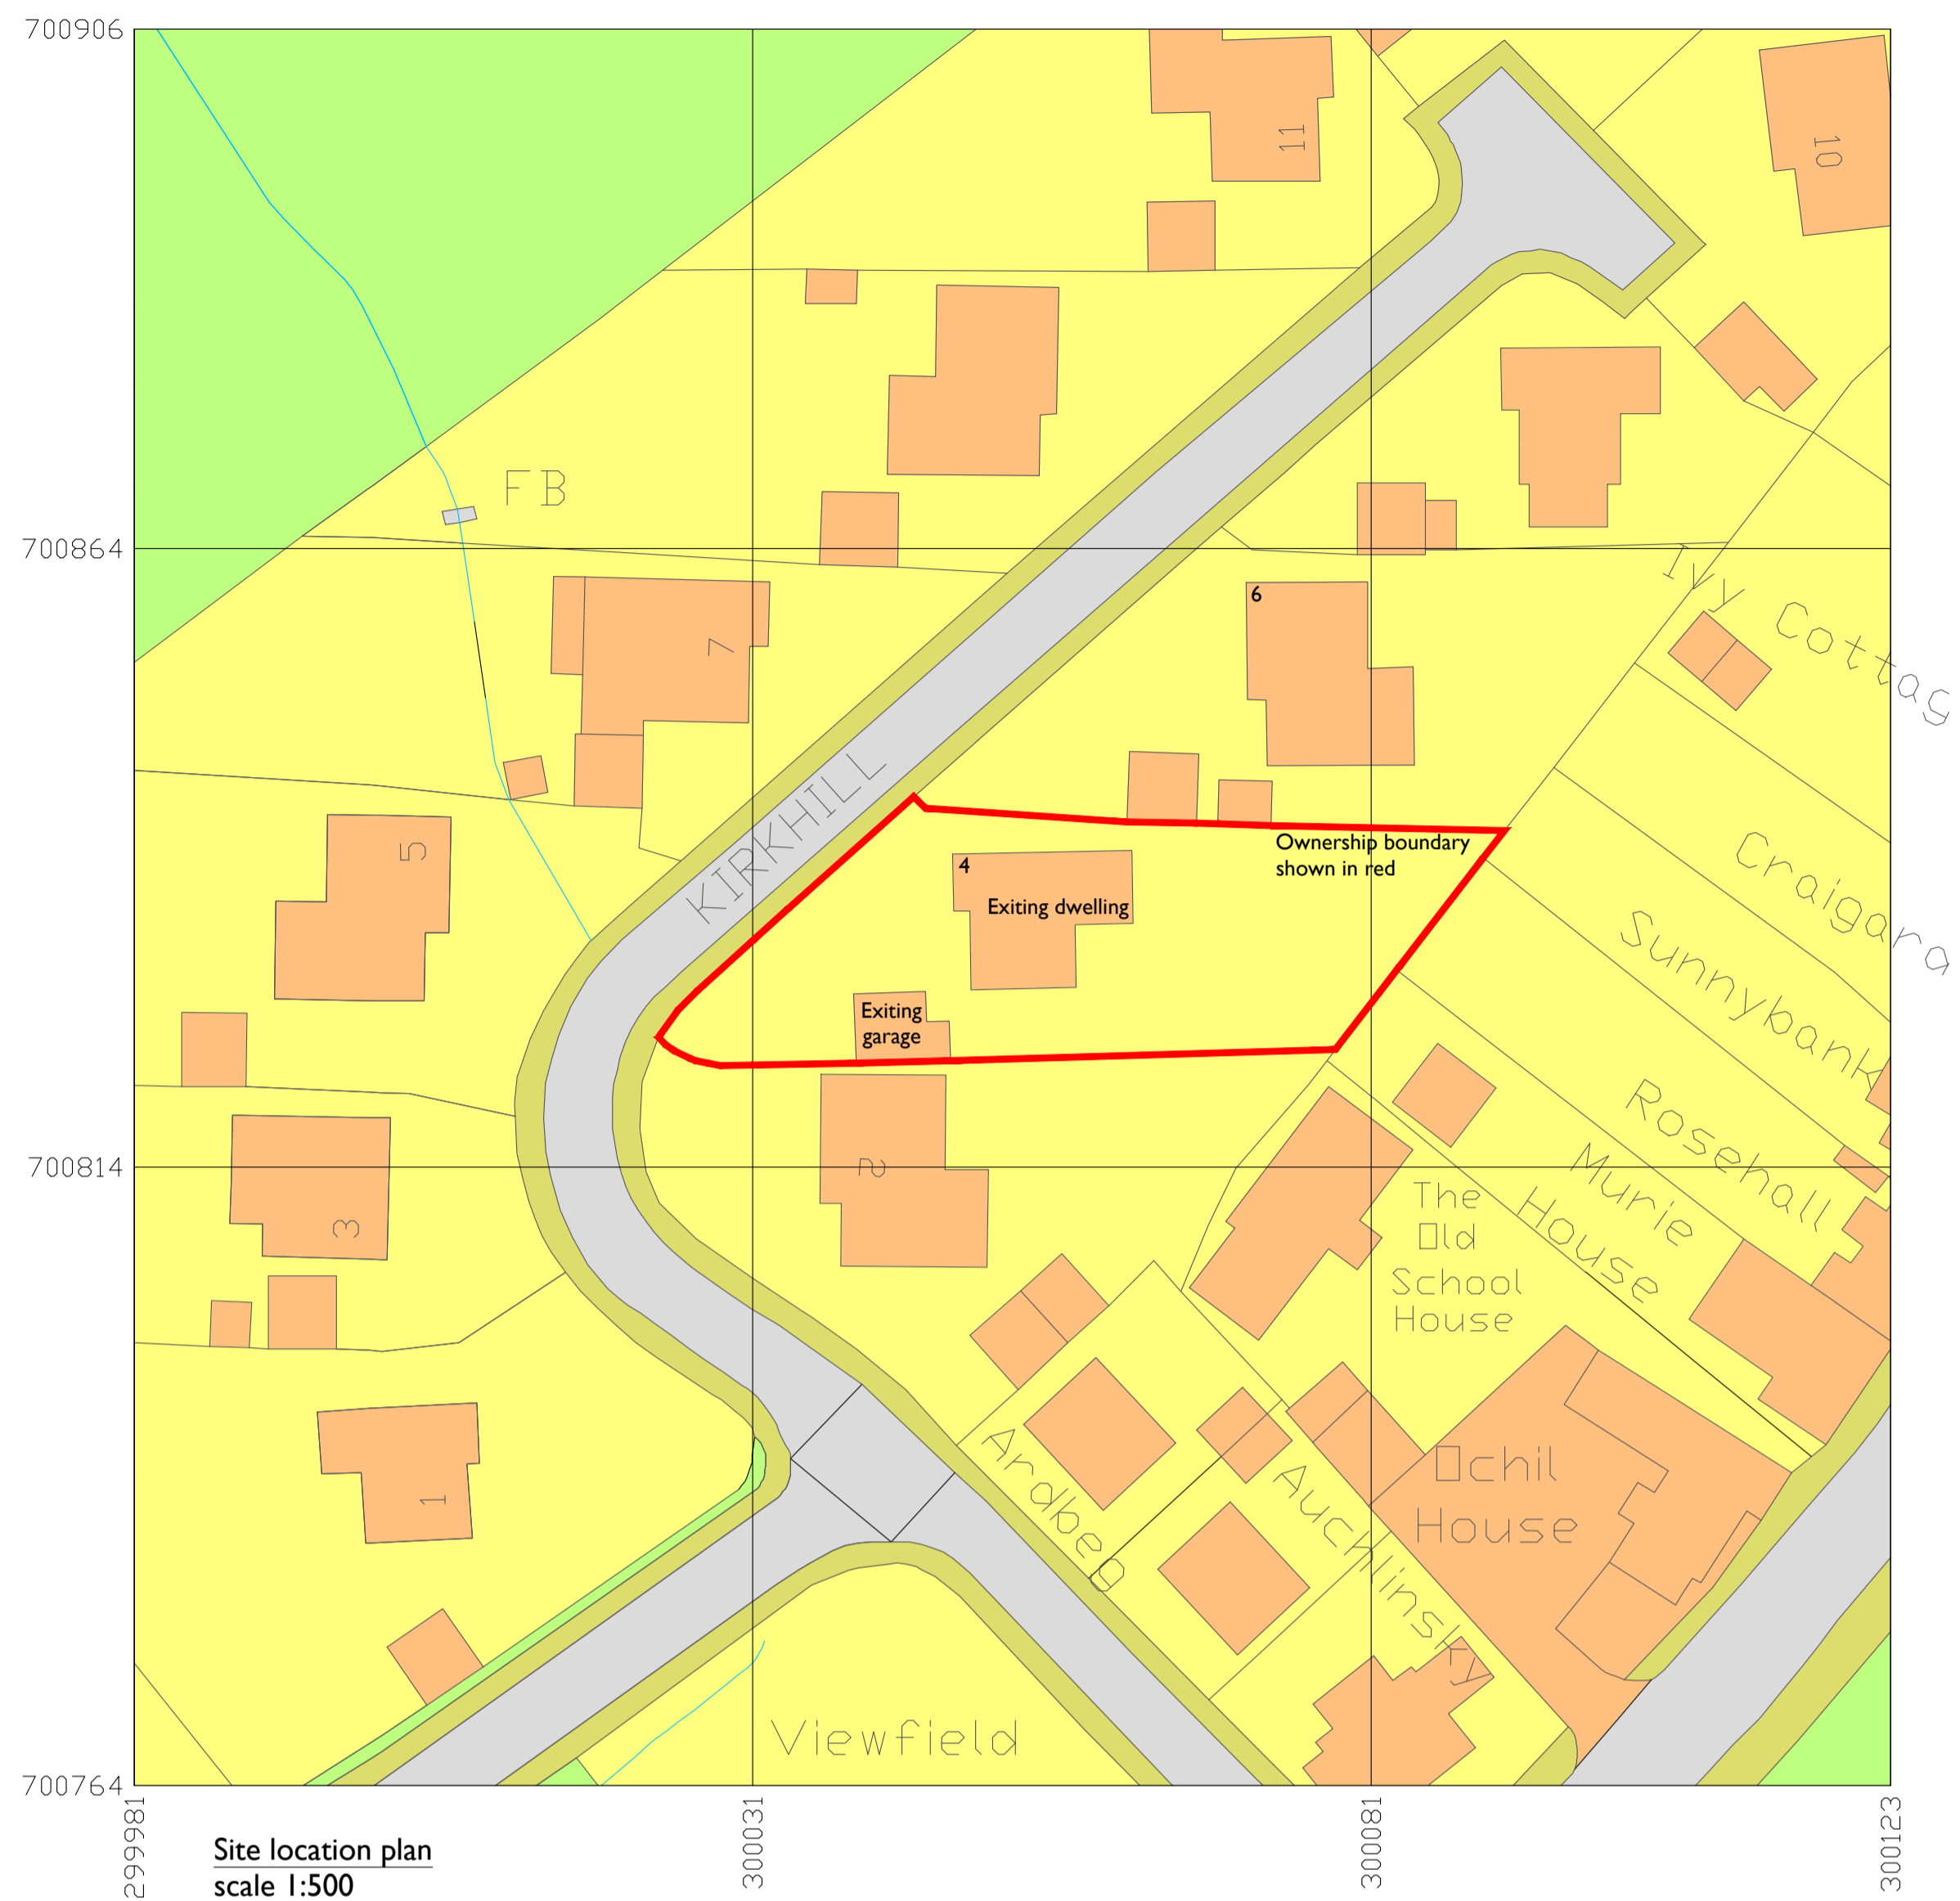 700906
11
10
FB
700864
7
6
Ivy Cottag
KIRKHILL
5
4
Exiting dwelling
Ownership boundary
shown in red
Craigard
Sunnybank
Exiting
garage
Rosehall
Murie
House
700814
2
3
The
Old
School
House
1
Ardbeg
Auchlinsky
Ochil
House
Viewfield
700764
299981
300031
300081
300123
Site location plan
scale 1:500